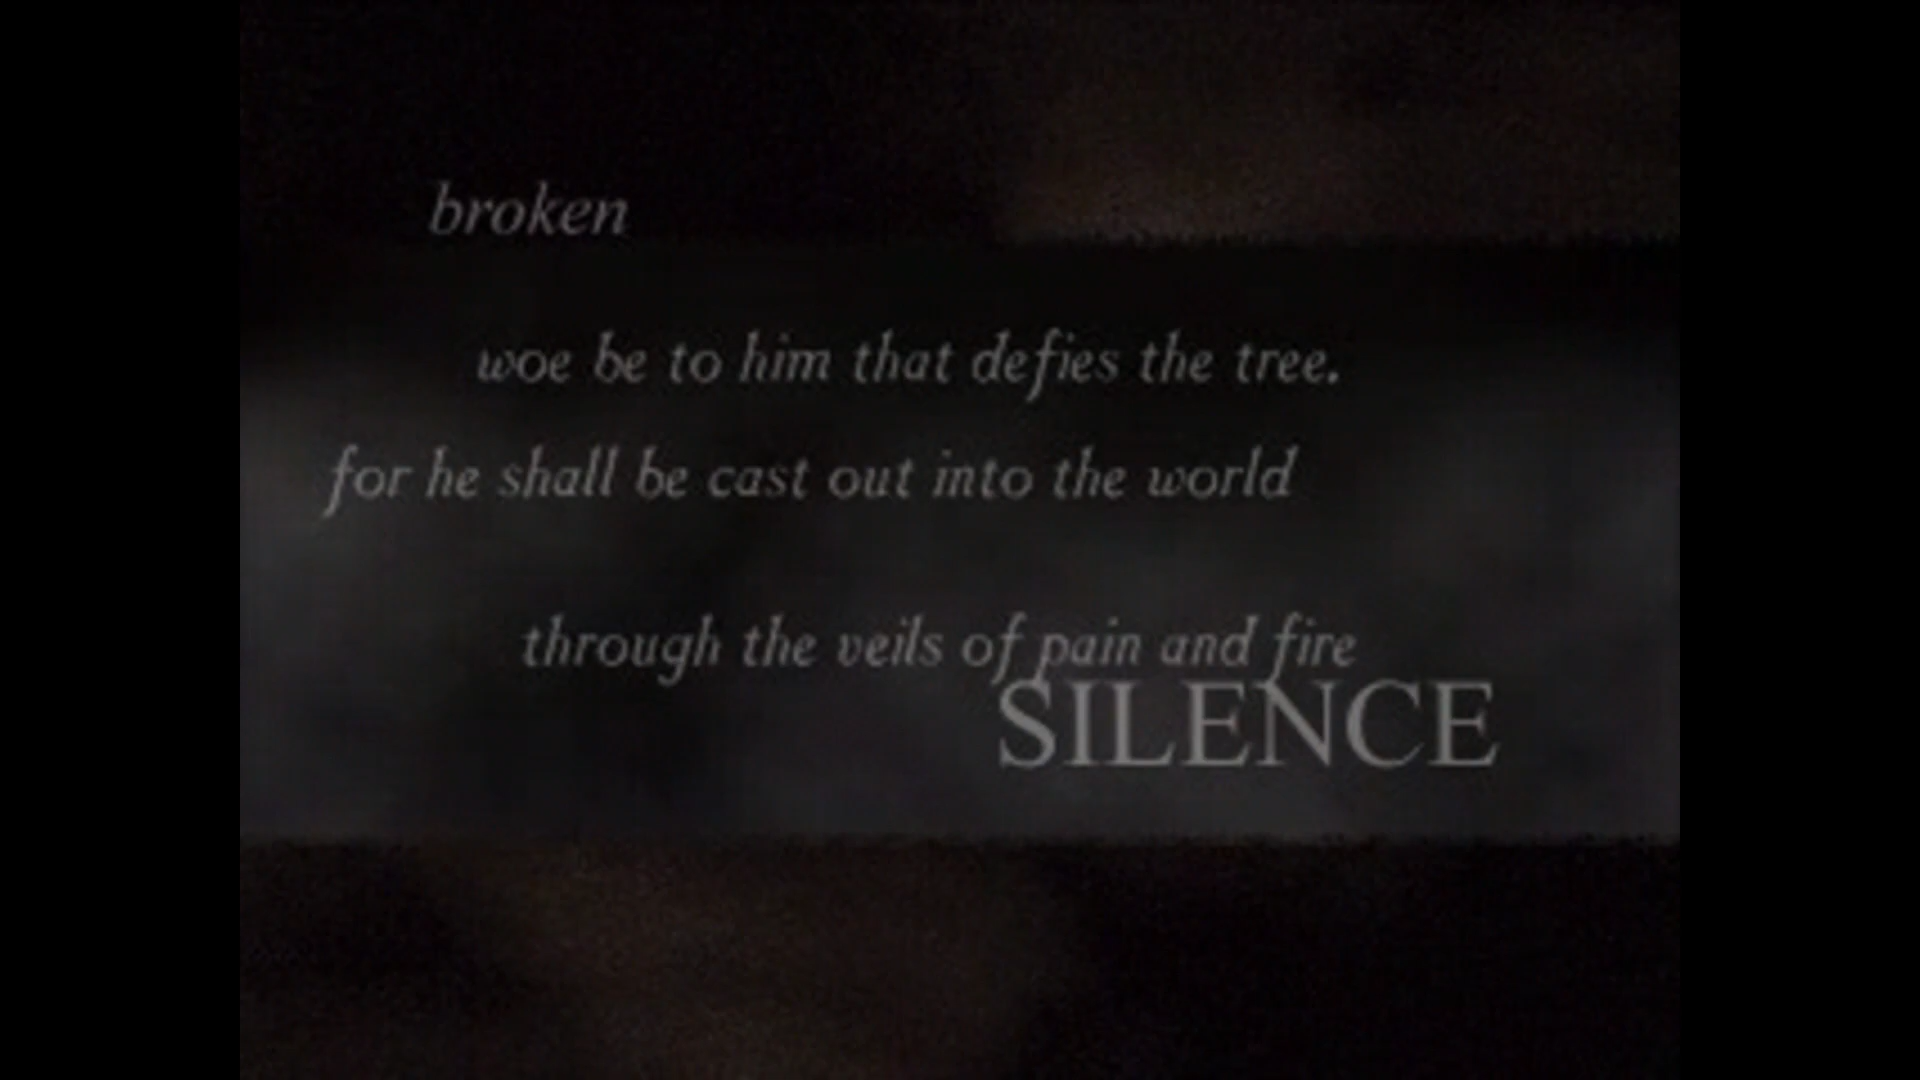 broken
woe be to him that defies the tree.
for he shall be cast out into the world
through the veils of pain and fire
SILENCE